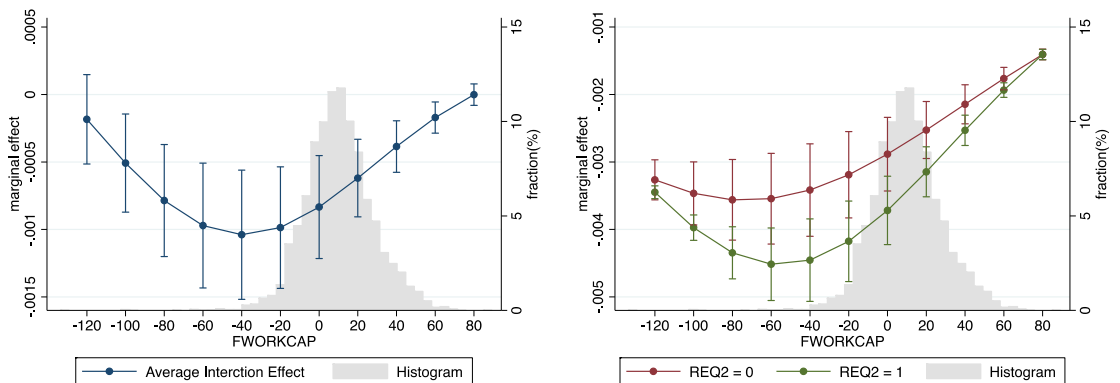 .0005
0
-.0005
-.001
-.0015
marginal effect
15
10
5
0
fraction(%)
-120 -100 -80 -60 -40 -20 0 20 40 60 80
FWORKCAP
Average Interction Effect Histogram
-.001
-.002
-.003
-.004
-.005
marginal effect
15
10
5
0
fraction(%)
-120 -100 -80 -60 -40 -20 0 20 40 60 80
FWORKCAP
REQ2 = 0 REQ2 = 1 Histogram